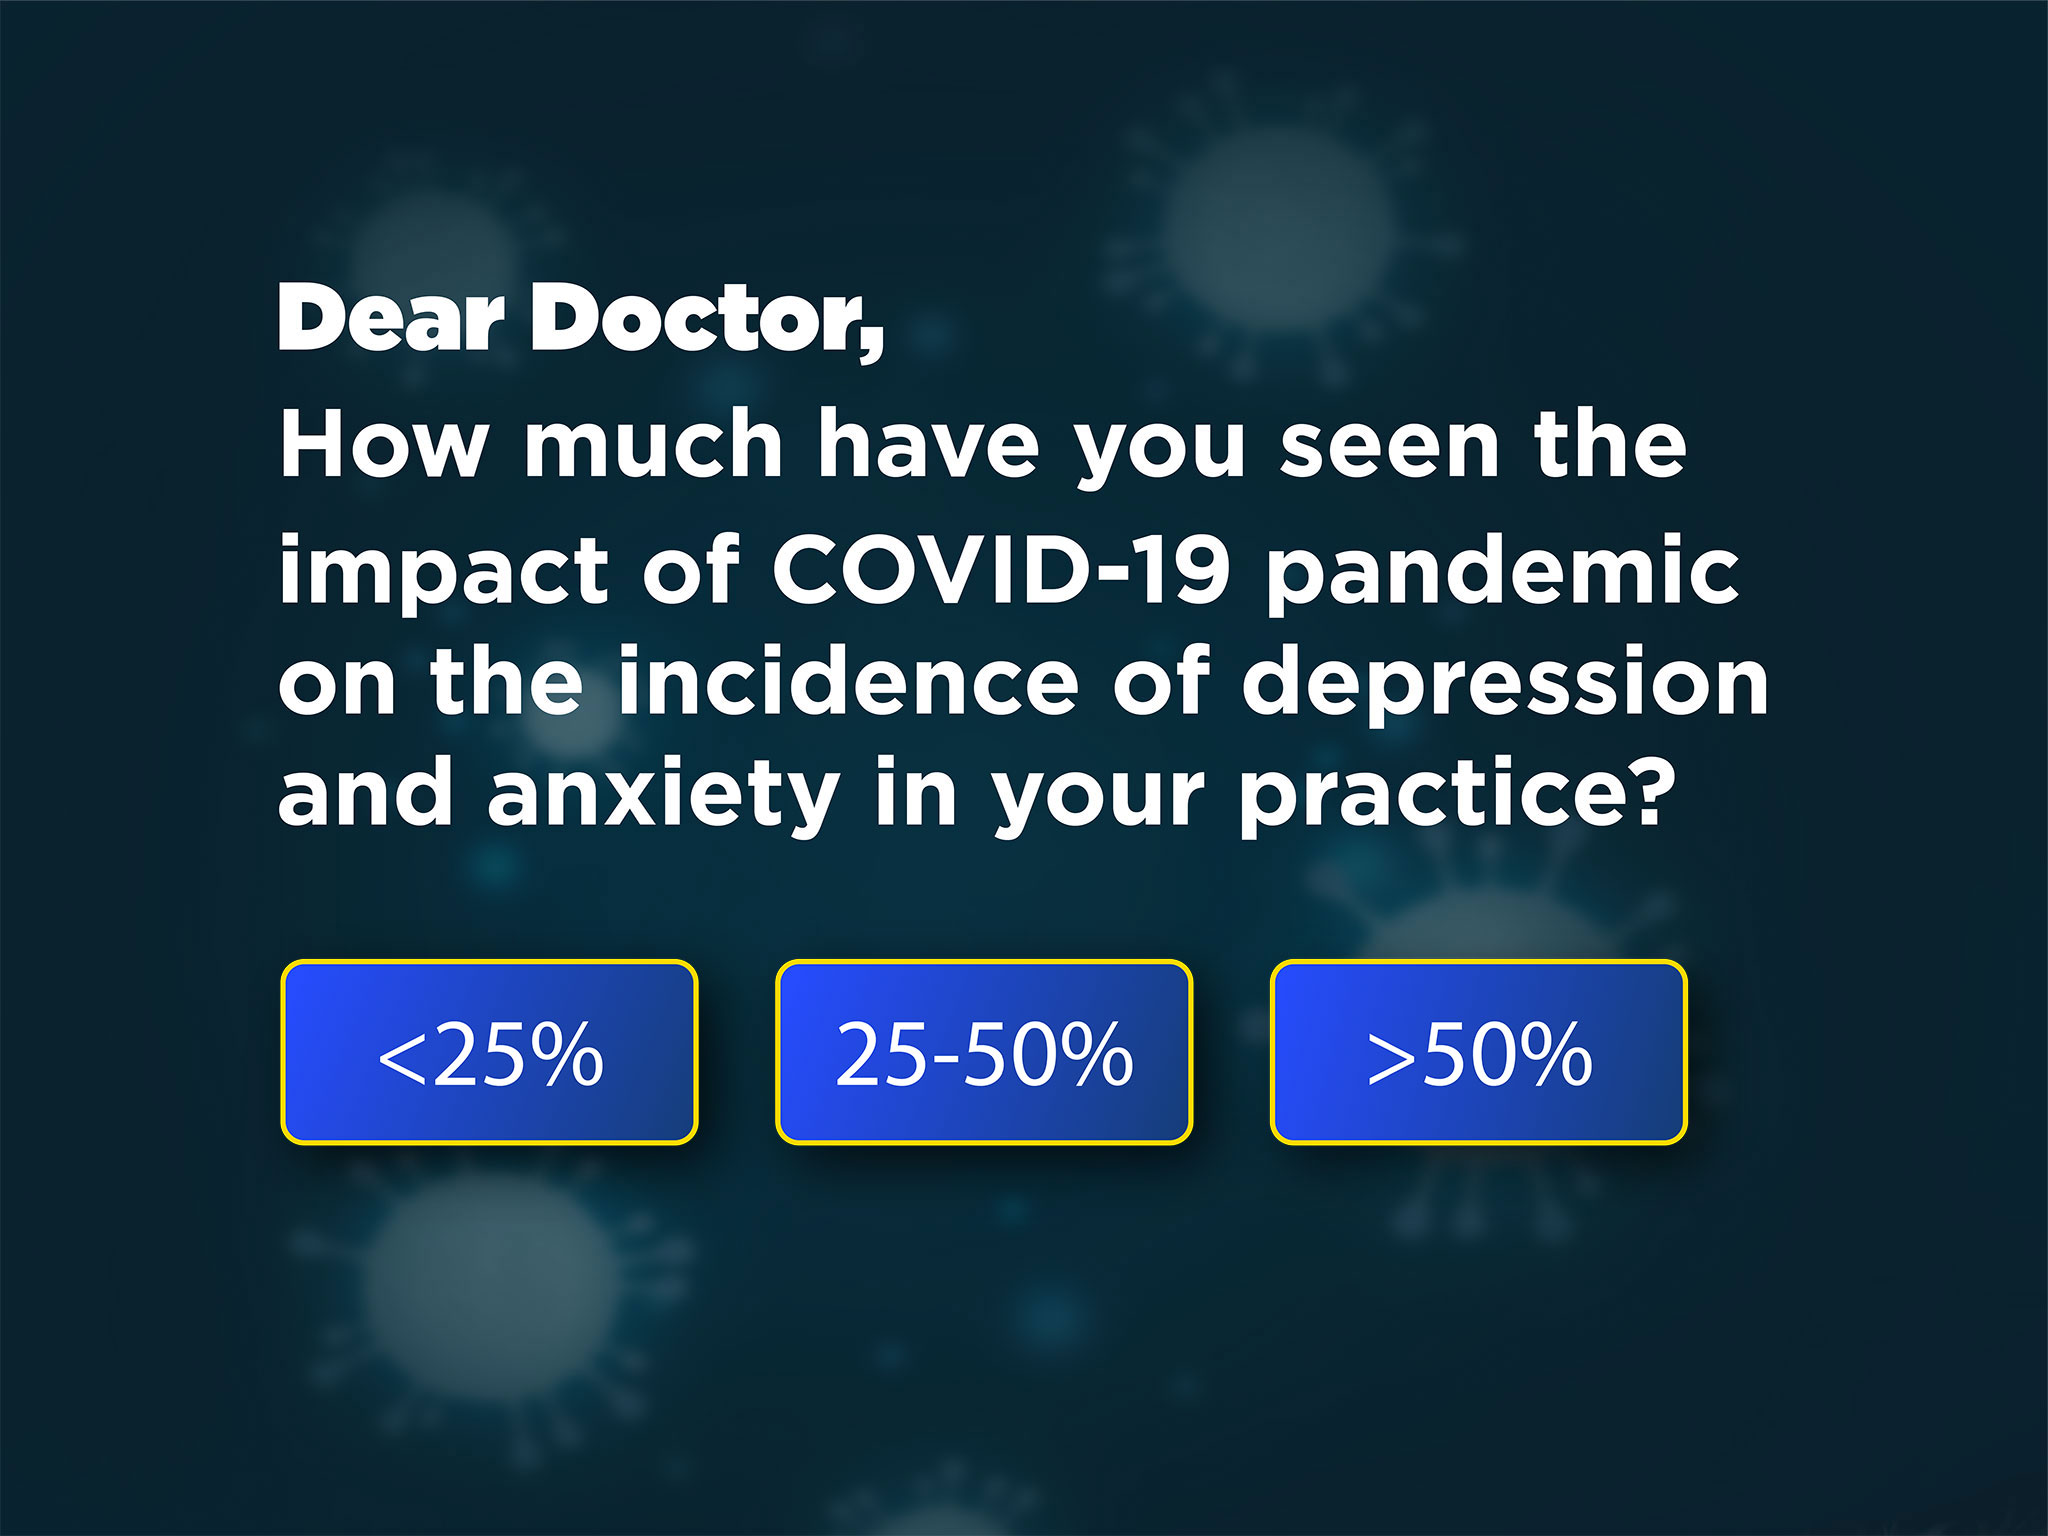 Dear Doctor,
How much have you seen the
impact of COVID-19 pandemic
on the incidence of depression
and anxiety in your practice?
<25%
25-50%
>50%